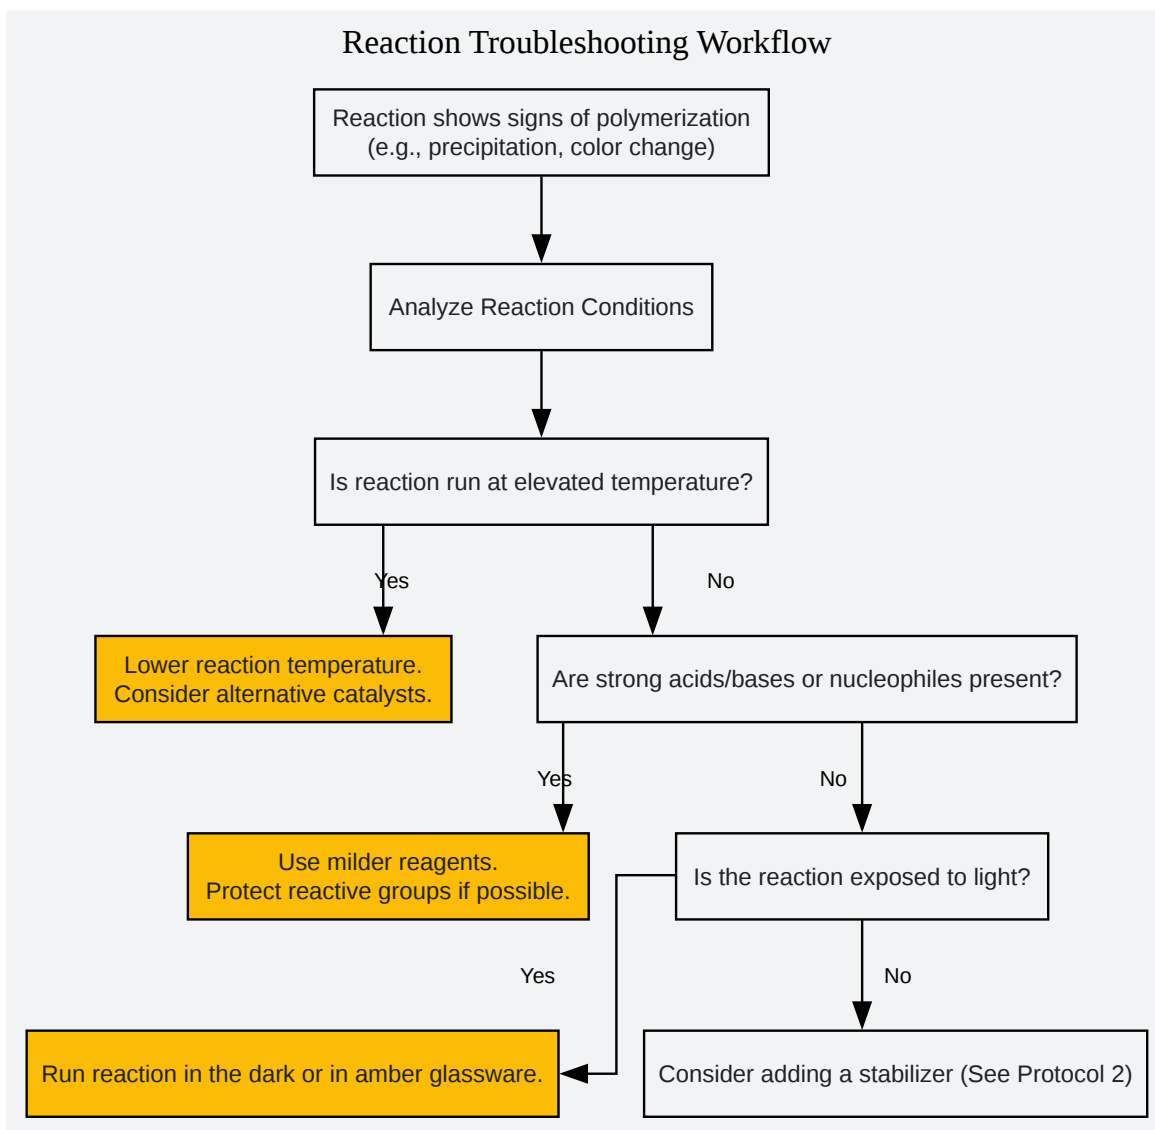 Reaction Troubleshooting Workflow
Reaction shows signs of polymerization
(e.g., precipitation, color change)
Analyze Reaction Conditions
Is reaction run at elevated temperature?
Yes
No
Lower reaction temperature.
Consider alternative catalysts.
Are strong acids/bases or nucleophiles present?
Yes
No
Use milder reagents.
Protect reactive groups if possible.
Is the reaction exposed to light?
Yes
No
Run reaction in the dark or in amber glassware.
Consider adding a stabilizer (See Protocol 2)